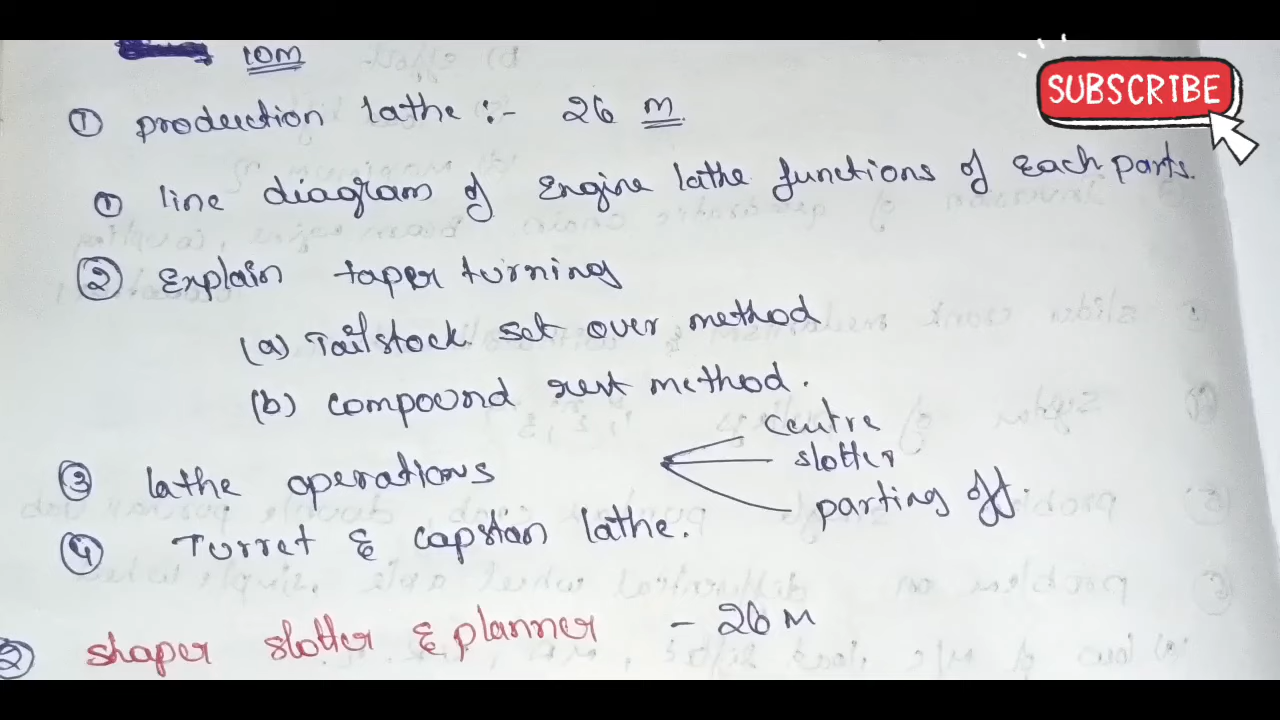 10M
SUBSCRIBE
① production lathe :- 26 M
① line diagram of Engine lathe functions of Each parts.
② Explain taper turning
(a) Tailstock set over method
(b) compound rest method.
centre
slotter
③ lathe operations
parting off.
④ Turret & capstan lathe.
② shaper slotter & planner - 26 M